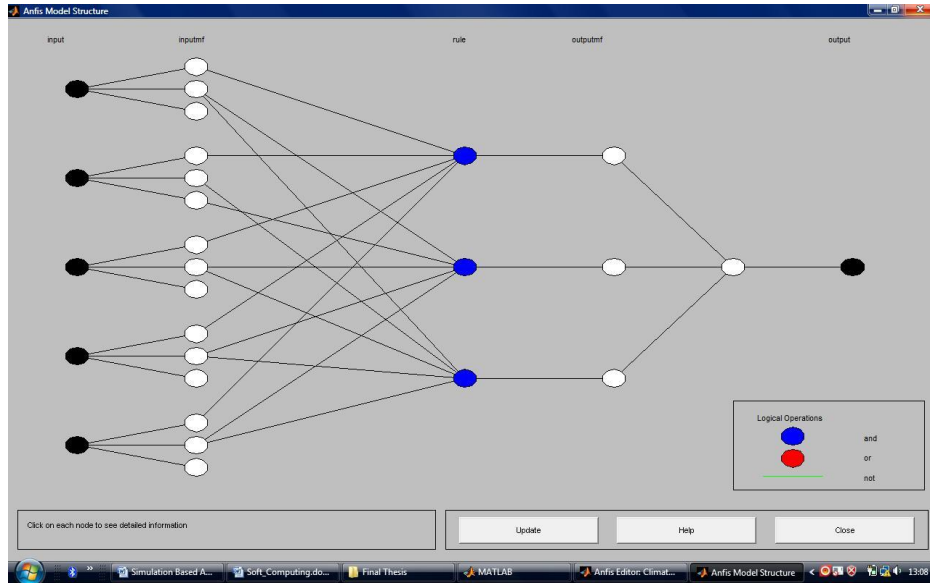 Anfis Model Structure
input inputmf rule outputmf output
Logical Operations
and
or
not
Click on each node to see detailed information
Update Help Close
Simulation Based A... Soft_Computing.do... Final Thesis MATLAB Anfis Editor: Climat... Anfis Model Structure 13:08